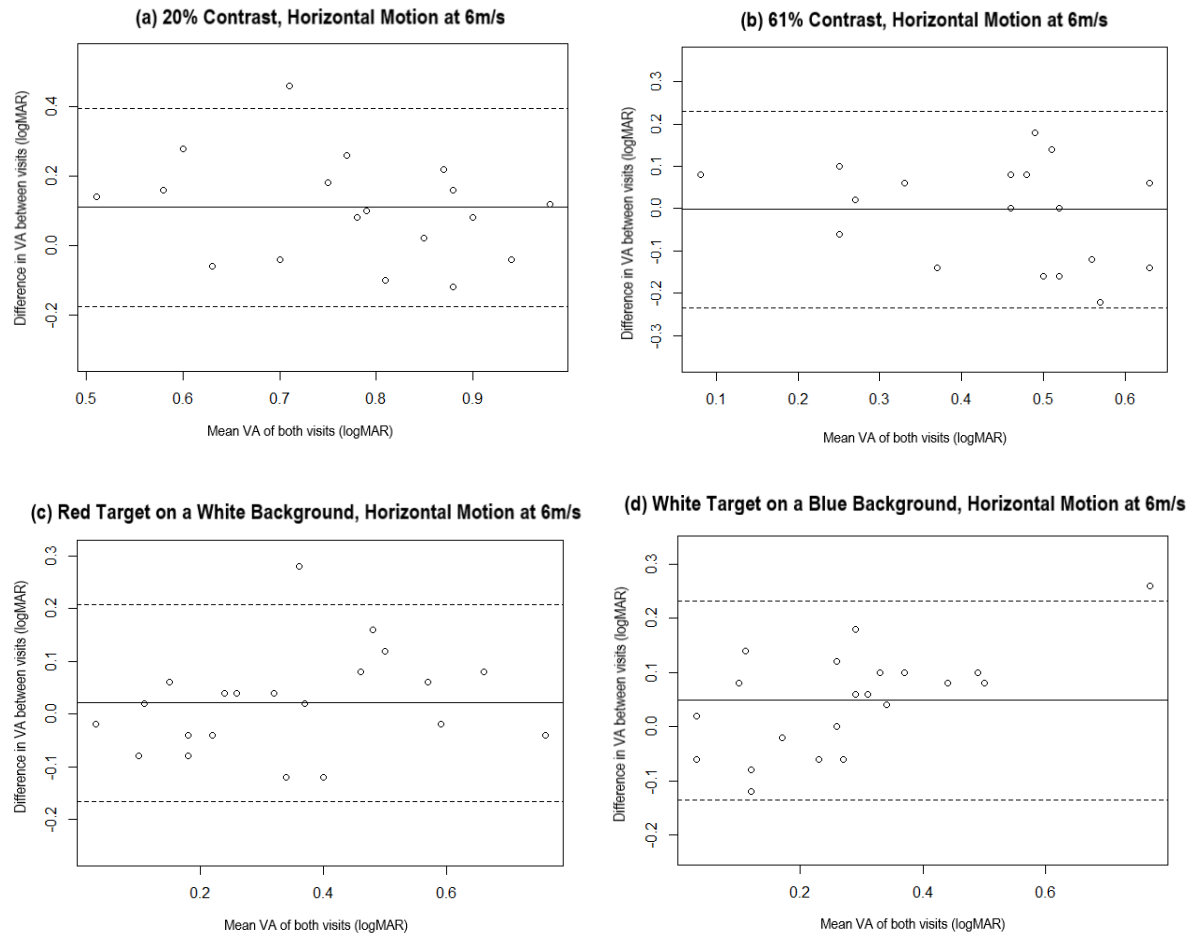 (a) 20% Contrast, Horizontal Motion at 6m/s
Difference in VA between visits (logMAR)
0.4
0.2
0.0
-0.2
0.5 0.6 0.7 0.8 0.9
Mean VA of both visits (logMAR)
(b) 61% Contrast, Horizontal Motion at 6m/s
Difference in VA between visits (logMAR)
0.3
0.2
0.1
0.0
-0.1
-0.2
-0.3
0.1 0.2 0.3 0.4 0.5 0.6
Mean VA of both visits (logMAR)
(c) Red Target on a White Background, Horizontal Motion at 6m/s
Difference in VA between visits (logMAR)
0.3
0.2
0.1
0.0
-0.1
-0.2
0.2 0.4 0.6
Mean VA of both visits (logMAR)
(d) White Target on a Blue Background, Horizontal Motion at 6m/s
Difference in VA between visits (logMAR)
0.3
0.2
0.1
0.0
-0.1
-0.2
0.2 0.4 0.6
Mean VA of both visits (logMAR)